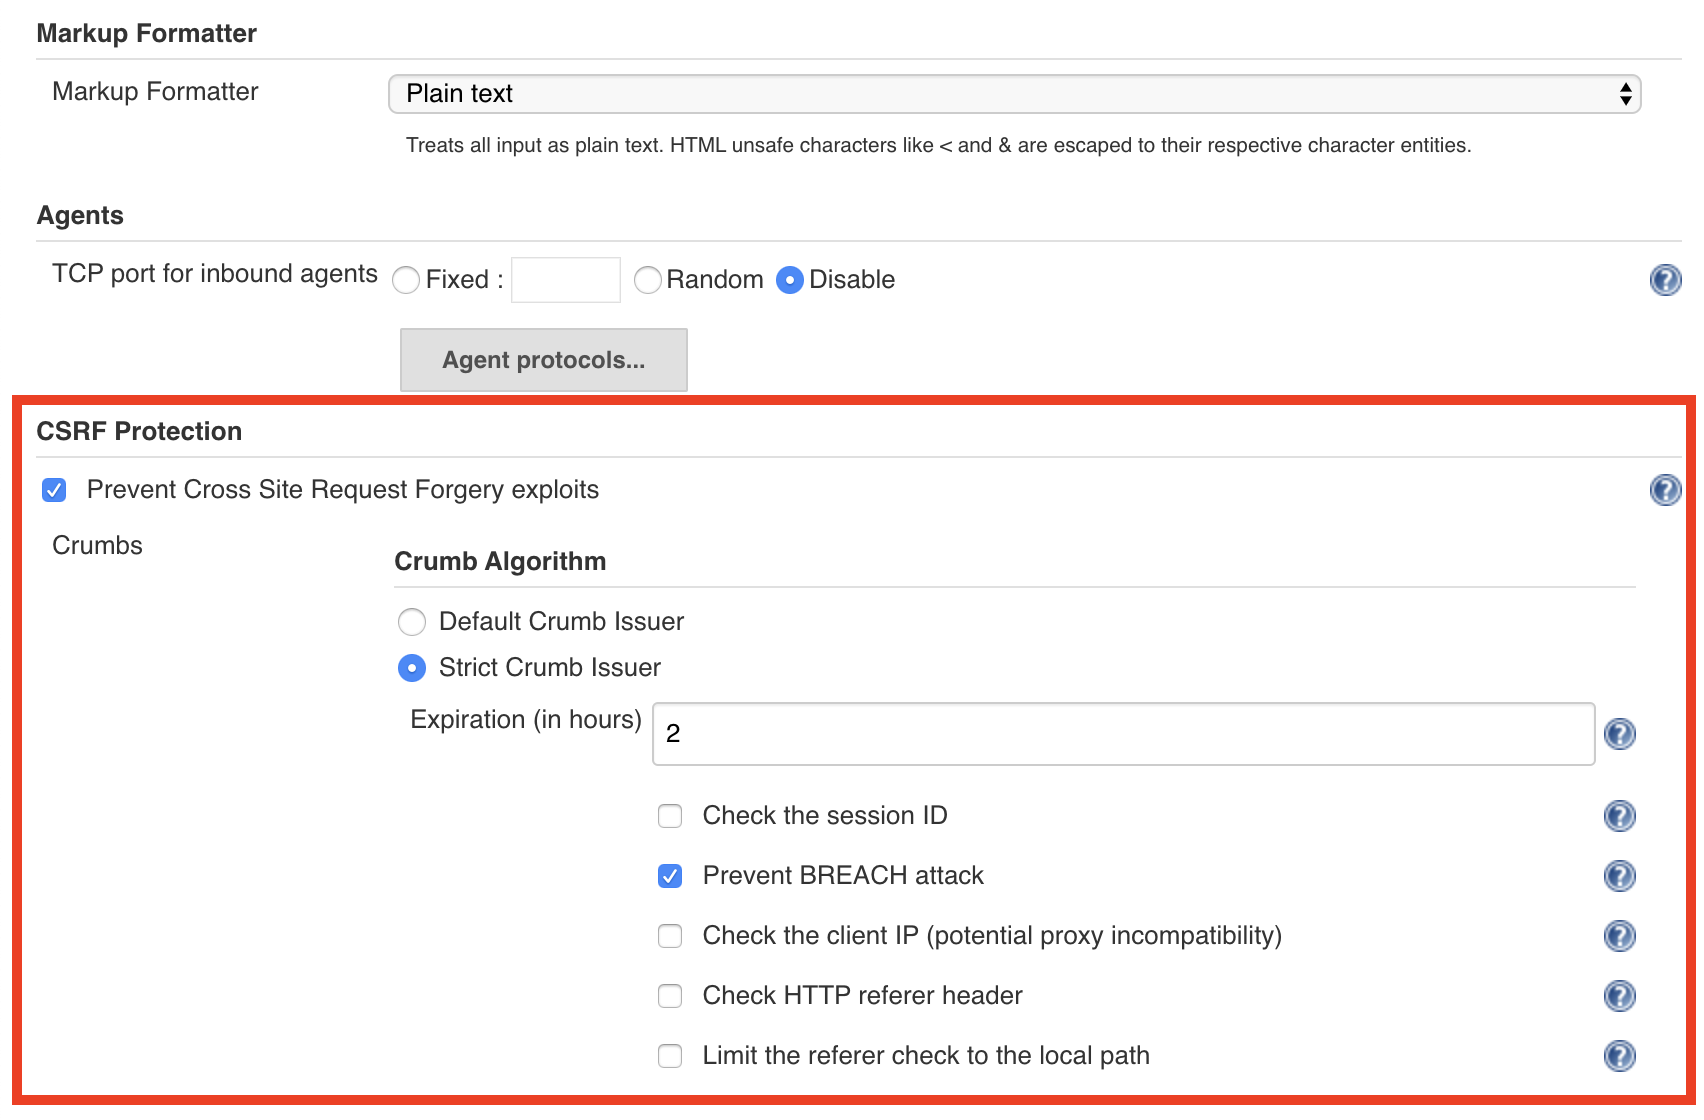 Markup Formatter
Markup Formatter
Plain text
Treats all input as plain text. HTML unsafe characters like < and & are escaped to their respective character entities.
Agents
TCP port for inbound agents Fixed : Random Disable
Agent protocols...
CSRF Protection
Prevent Cross Site Request Forgery exploits
Crumbs
Crumb Algorithm
Default Crumb Issuer
Strict Crumb Issuer
Expiration (in hours) 2
Check the session ID
Prevent BREACH attack
Check the client IP (potential proxy incompatibility)
Check HTTP referer header
Limit the referer check to the local path